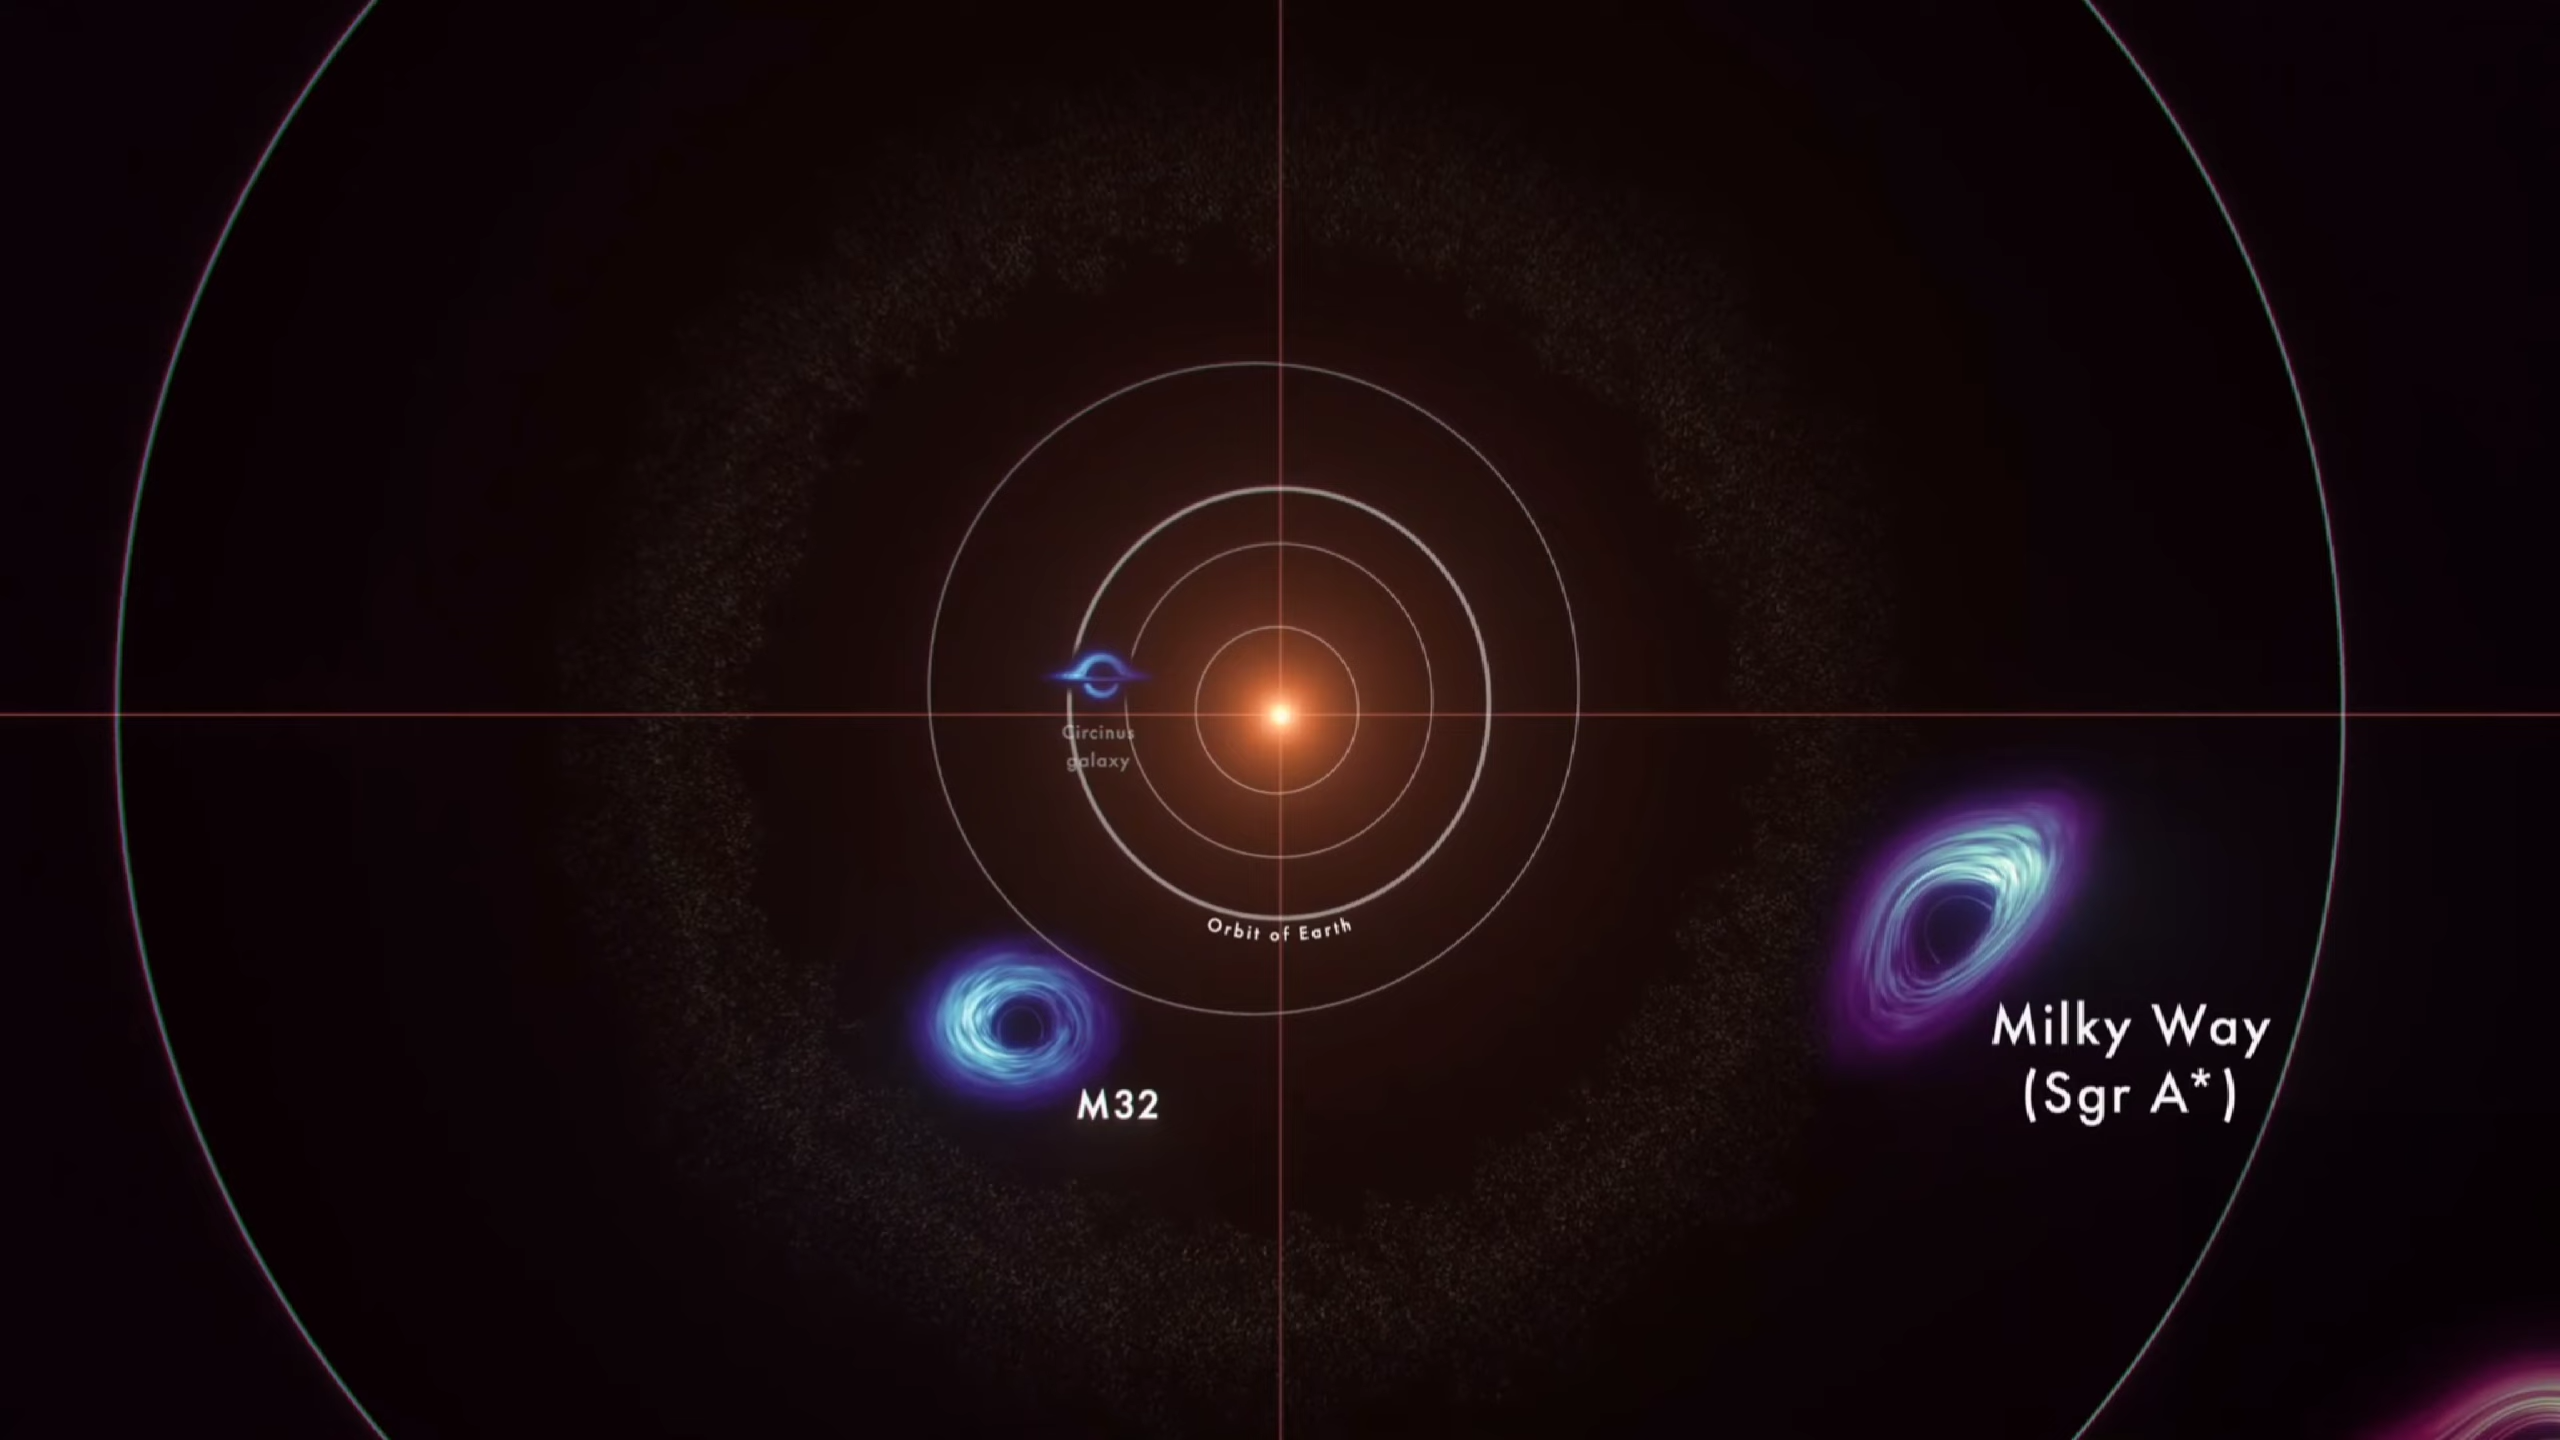 Circinus
galaxy
Orbit of Earth
Milky Way
(Sgr A*)
M32